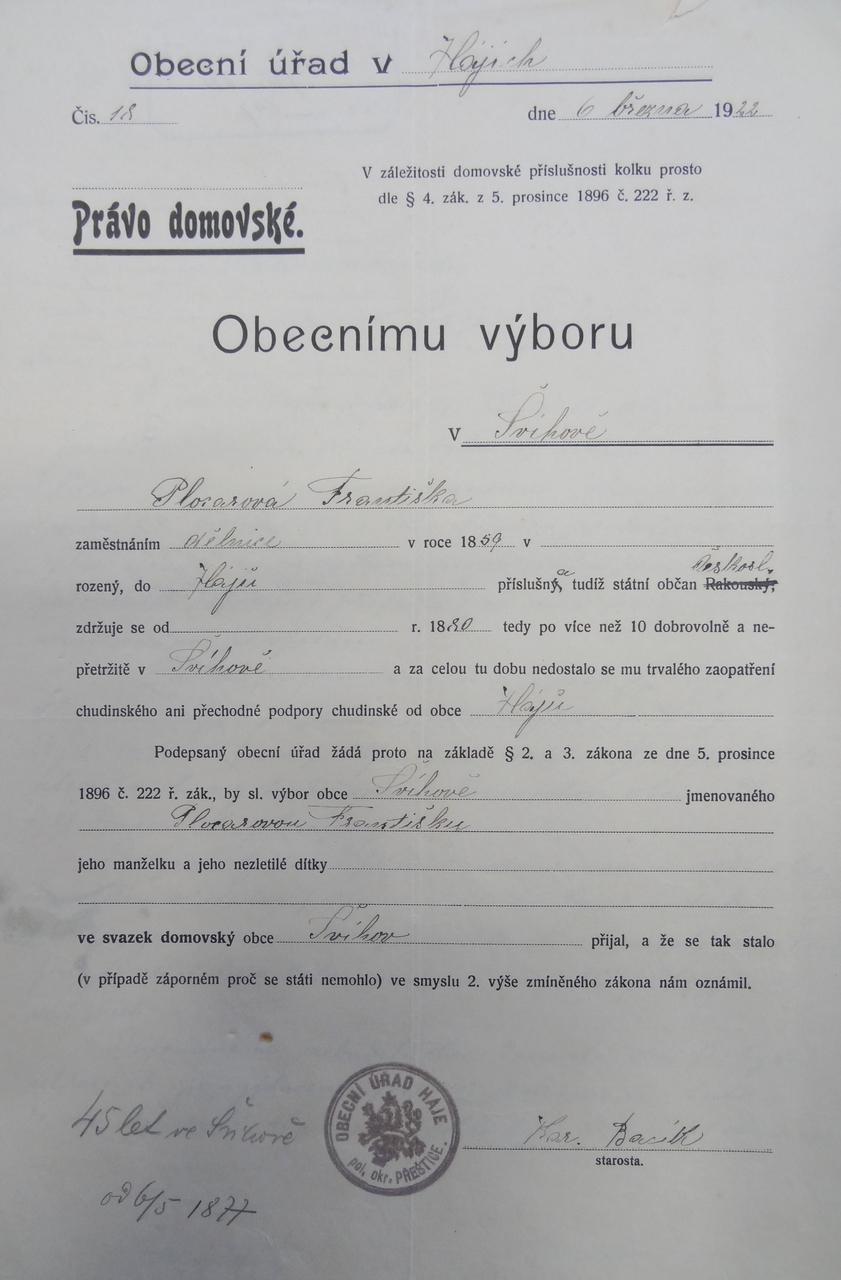 Obecní úřad v Hájích
Čís. 18 dne 6 března 1922
V záležitosti domovské příslušnosti kolku prosto
dle § 4. zák. z 5. prosince 1896 č. 222 ř. z.
Právo domovské.
Obecnímu výboru
v Švihově
Plocarová Františka
zaměstnáním dělnice v roce 1859 v
rozený, do Hájů příslušný a tudíž státní občan Rakouský, českosl.
zdržuje se od r. 1880 tedy po více než 10 dobrovolně a ne-
přetržitě v Švihově a za celou tu dobu nedostalo se mu trvalého zaopatření
chudinského ani přechodné podpory chudinské od obce Hájů
Podepsaný obecní úřad žádá proto na základě § 2. a 3. zákona ze dne 5. prosince
1896 č. 222 ř. zák., by sl. výbor obce Švihově jmenovaného
Plocarovou Františku
jeho manželku a jeho nezletilé dítky
ve svazek domovský obce Švihov přijal, a že se tak stalo
(v případě záporném proč se státi nemohlo) ve smyslu 2. výše zmíněného zákona nám oznámil.
45 let ve Švihově
od 6/5 1877
OBECNÍ ÚŘAD HÁJE
pol. okr. PŘEŠTICE.
Kar. Bacík
starosta.